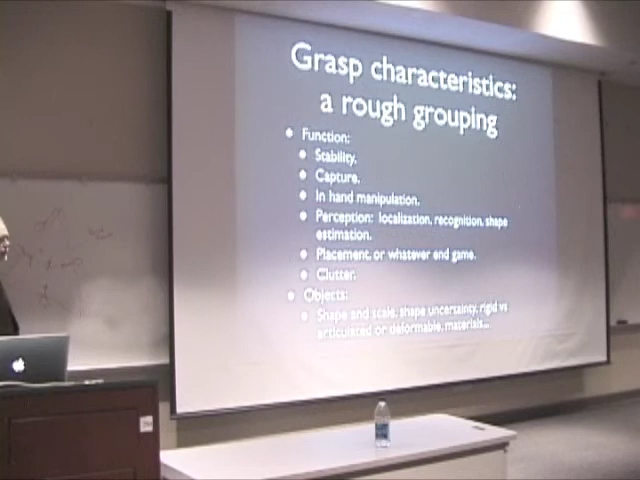 Grasp characteristics:
a rough grouping
Function:
Stability.
Capture.
In hand manipulation.
Perception: localization, recognition, shape
estimation.
Placement, or whatever end game.
Clutter.
Objects:
Shape and scale, shape uncertainty, rigid vs
articulated or deformable, materials...